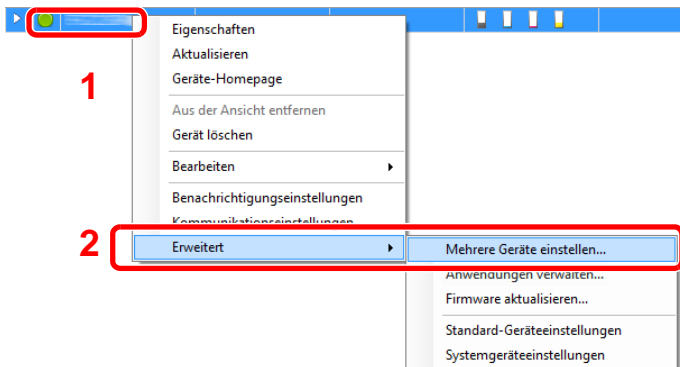 1
Eigenschaften
Aktualisieren
Geräte-Homepage
Aus der Ansicht entfernen
Gerät löschen
Bearbeiten
Benachrichtigungseinstellungen
Kommunikationseinstellungen
2
Erweitert
Mehrere Geräte einstellen...
Anwendungen verwalten...
Firmware aktualisieren...
Standard-Geräteeinstellungen
Systemgeräteeinstellungen